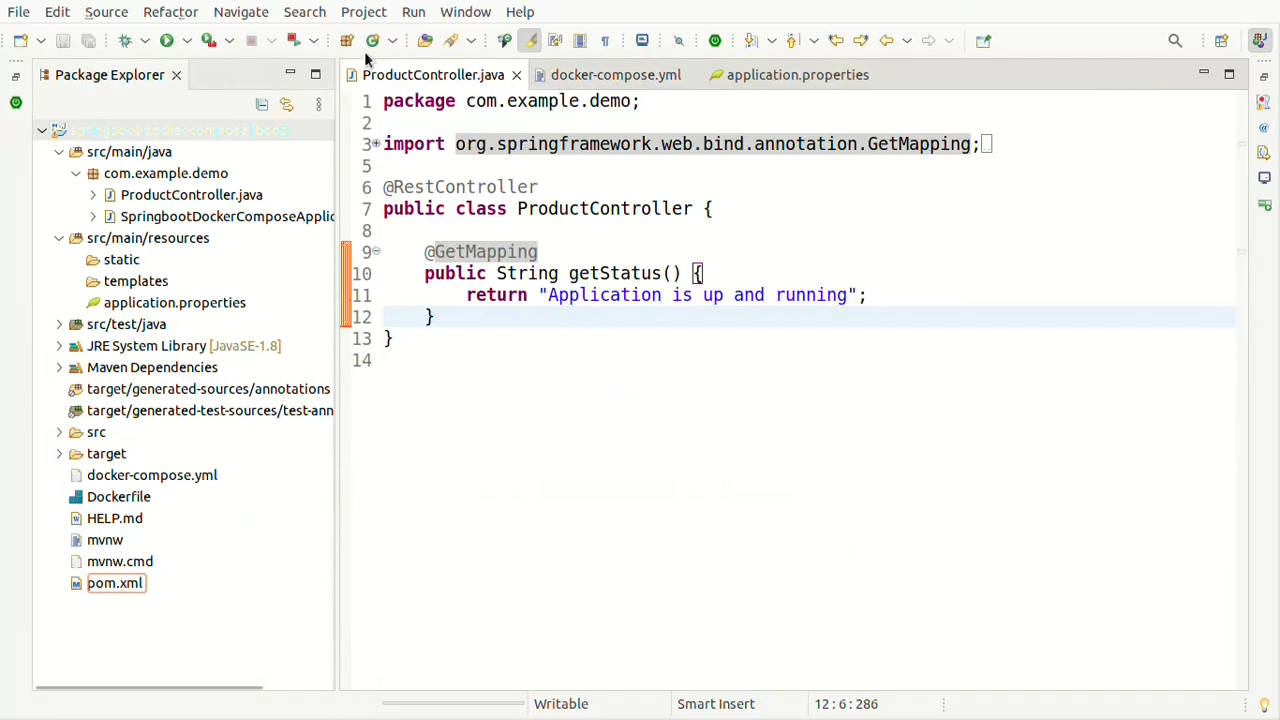 File Edit Source Refactor Navigate Search Project Run Window Help
Package Explorer
ProductController.java
docker-compose.yml
application.properties
src/main/java
com.example.demo
ProductController.java
SpringbootDockerComposeApplic
src/main/resources
static
templates
application.properties
src/test/java
JRE System Library [JavaSE-1.8]
Maven Dependencies
target/generated-sources/annotations
target/generated-test-sources/test-ann
src
target
docker-compose.yml
Dockerfile
HELP.md
mvnw
mvnw.cmd
pom.xml
1 package com.example.demo;
2
3 import org.springframework.web.bind.annotation.GetMapping;
5
6 @RestController
7 public class ProductController {
8
9 @GetMapping
10 public String getStatus() {
11 return "Application is up and running";
12 }
13 }
14
Writable
Smart Insert
12 : 6 : 286